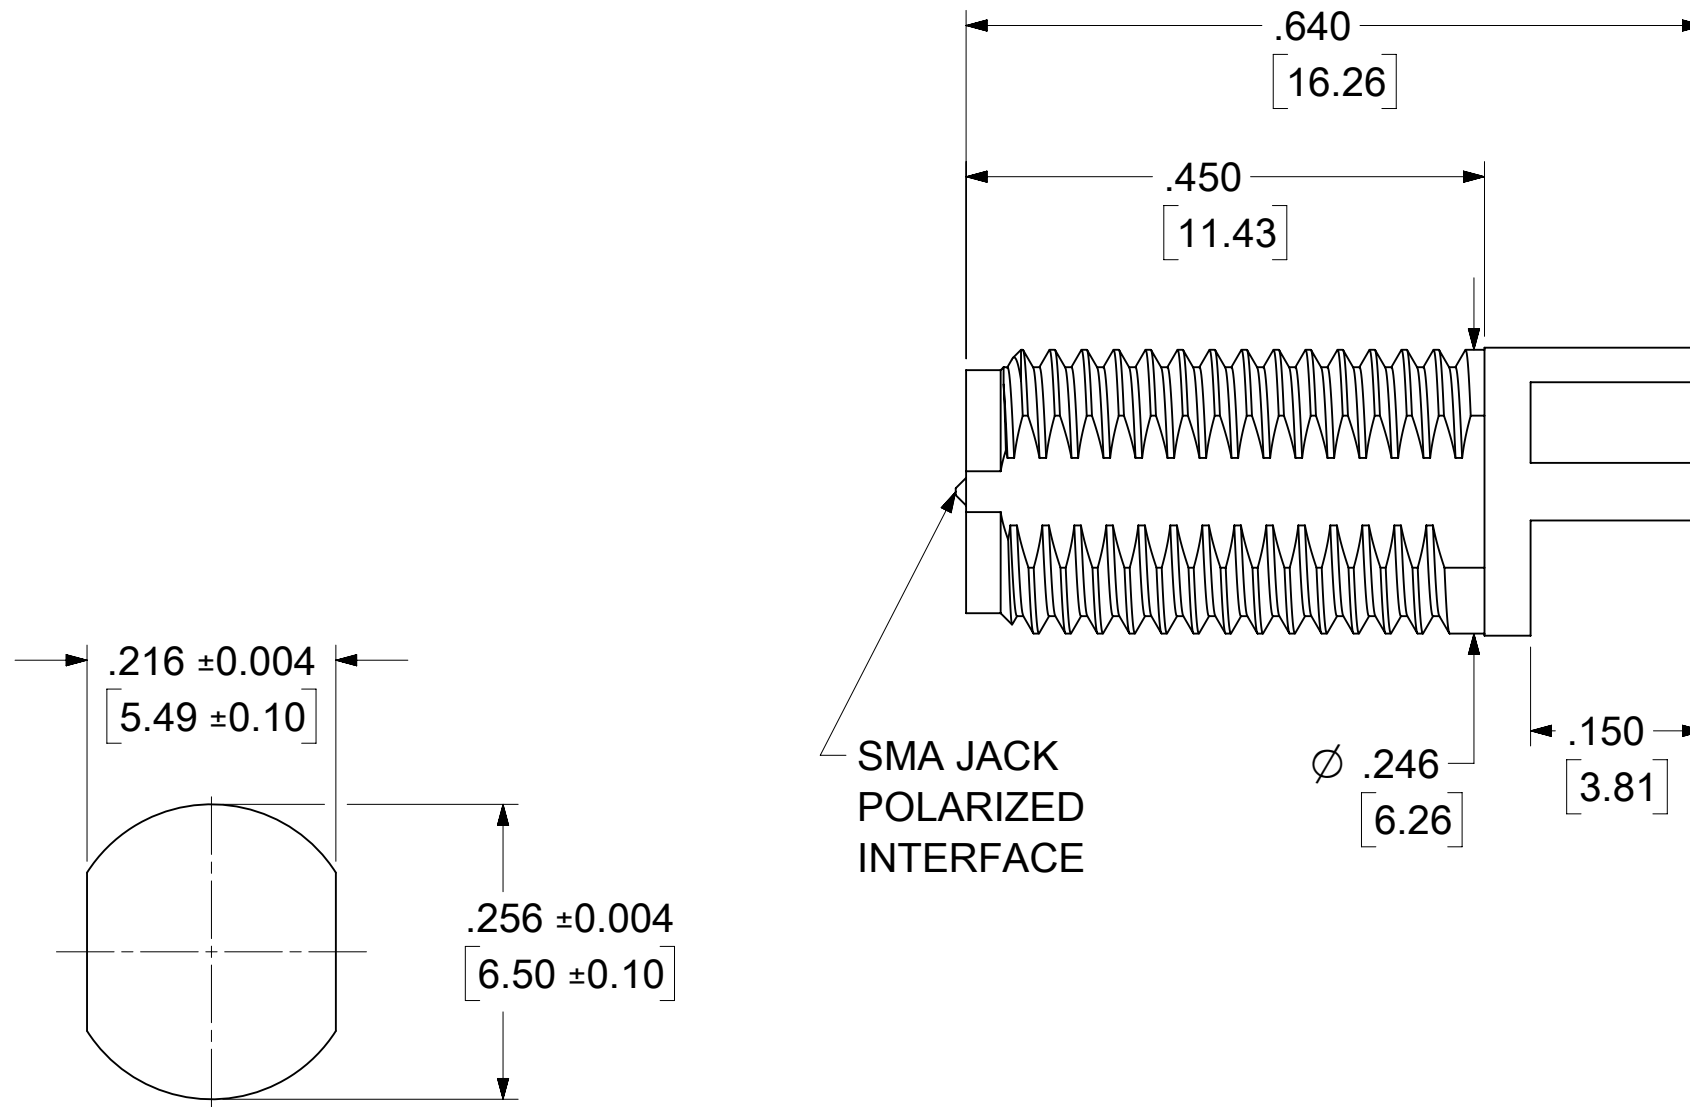 .640
[16.26]
.450
[11.43]
.216 ±0.004
[5.49 ±0.10]
.256 ±0.004
[6.50 ±0.10]
SMA JACK
POLARIZED
INTERFACE
Ø .246
[6.26]
.150
[3.81]